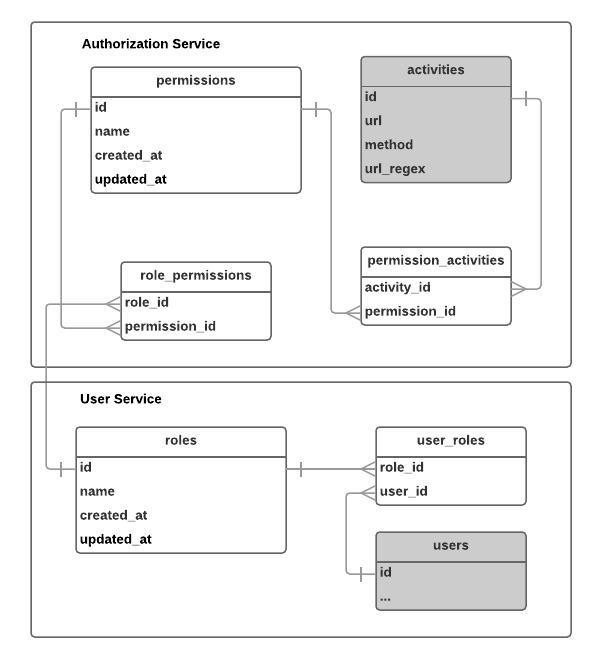 Authorization Service
permissions
id
name
created_at
updated_at
activities
id
url
method
url_regex
role_permissions
role_id
permission_id
permission_activities
activity_id
permission_id
User Service
roles
id
name
created_at
updated_at
user_roles
role_id
user_id
users
id
...